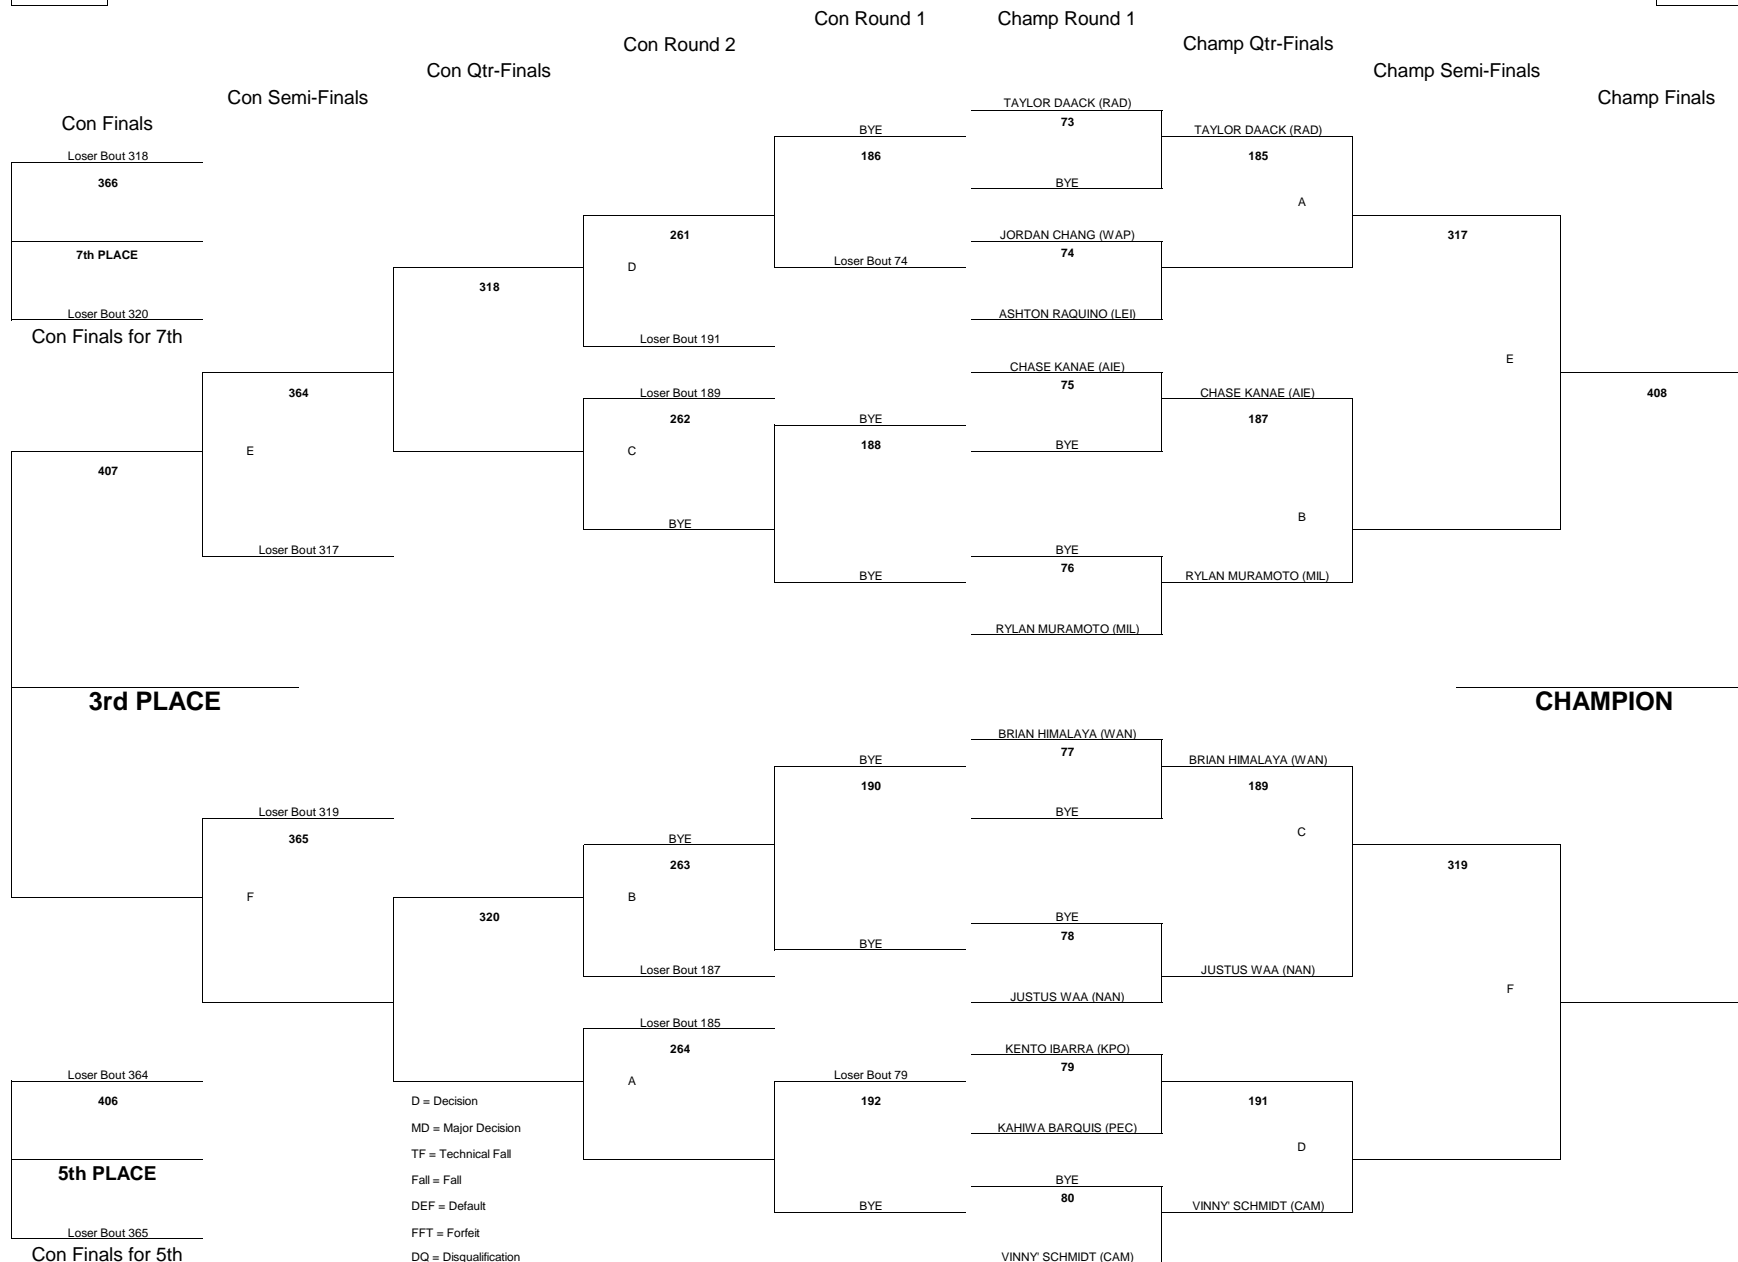 Con Round 1
Champ Round 1
Con Round 2
Champ Qtr-Finals
Con Qtr-Finals
Champ Semi-Finals
Con Semi-Finals
Champ Finals
TAYLOR DAACK (RAD)
Con Finals
73
BYE
TAYLOR DAACK (RAD)
Loser Bout 318
186
185
366
BYE
A
261
JORDAN CHANG (WAP)
317
7th PLACE
74
D
Loser Bout 74
318
Loser Bout 320
ASHTON RAQUINO (LEI)
Con Finals for 7th
Loser Bout 191
E
CHASE KANAE (AIE)
75
364
Loser Bout 189
CHASE KANAE (AIE)
408
262
BYE
187
E
C
188
BYE
407
B
BYE
Loser Bout 317
BYE
76
BYE
RYLAN MURAMOTO (MIL)
RYLAN MURAMOTO (MIL)
3rd PLACE
CHAMPION
BRIAN HIMALAYA (WAN)
77
BYE
BRIAN HIMALAYA (WAN)
190
189
Loser Bout 319
BYE
C
365
BYE
263
319
F
B
320
BYE
78
BYE
Loser Bout 187
JUSTUS WAA (NAN)
F
JUSTUS WAA (NAN)
Loser Bout 185
264
KENTO IBARRA (KPO)
79
Loser Bout 364
A
Loser Bout 79
406
D = Decision
192
191
MD = Major Decision
KAHIWA BARQUIS (PEC)
D
TF = Technical Fall
5th PLACE
Fall = Fall
BYE
80
DEF = Default
BYE
VINNY' SCHMIDT (CAM)
Loser Bout 365
FFT = Forfeit
Con Finals for 5th
DQ = Disqualification
VINNY' SCHMIDT (CAM)